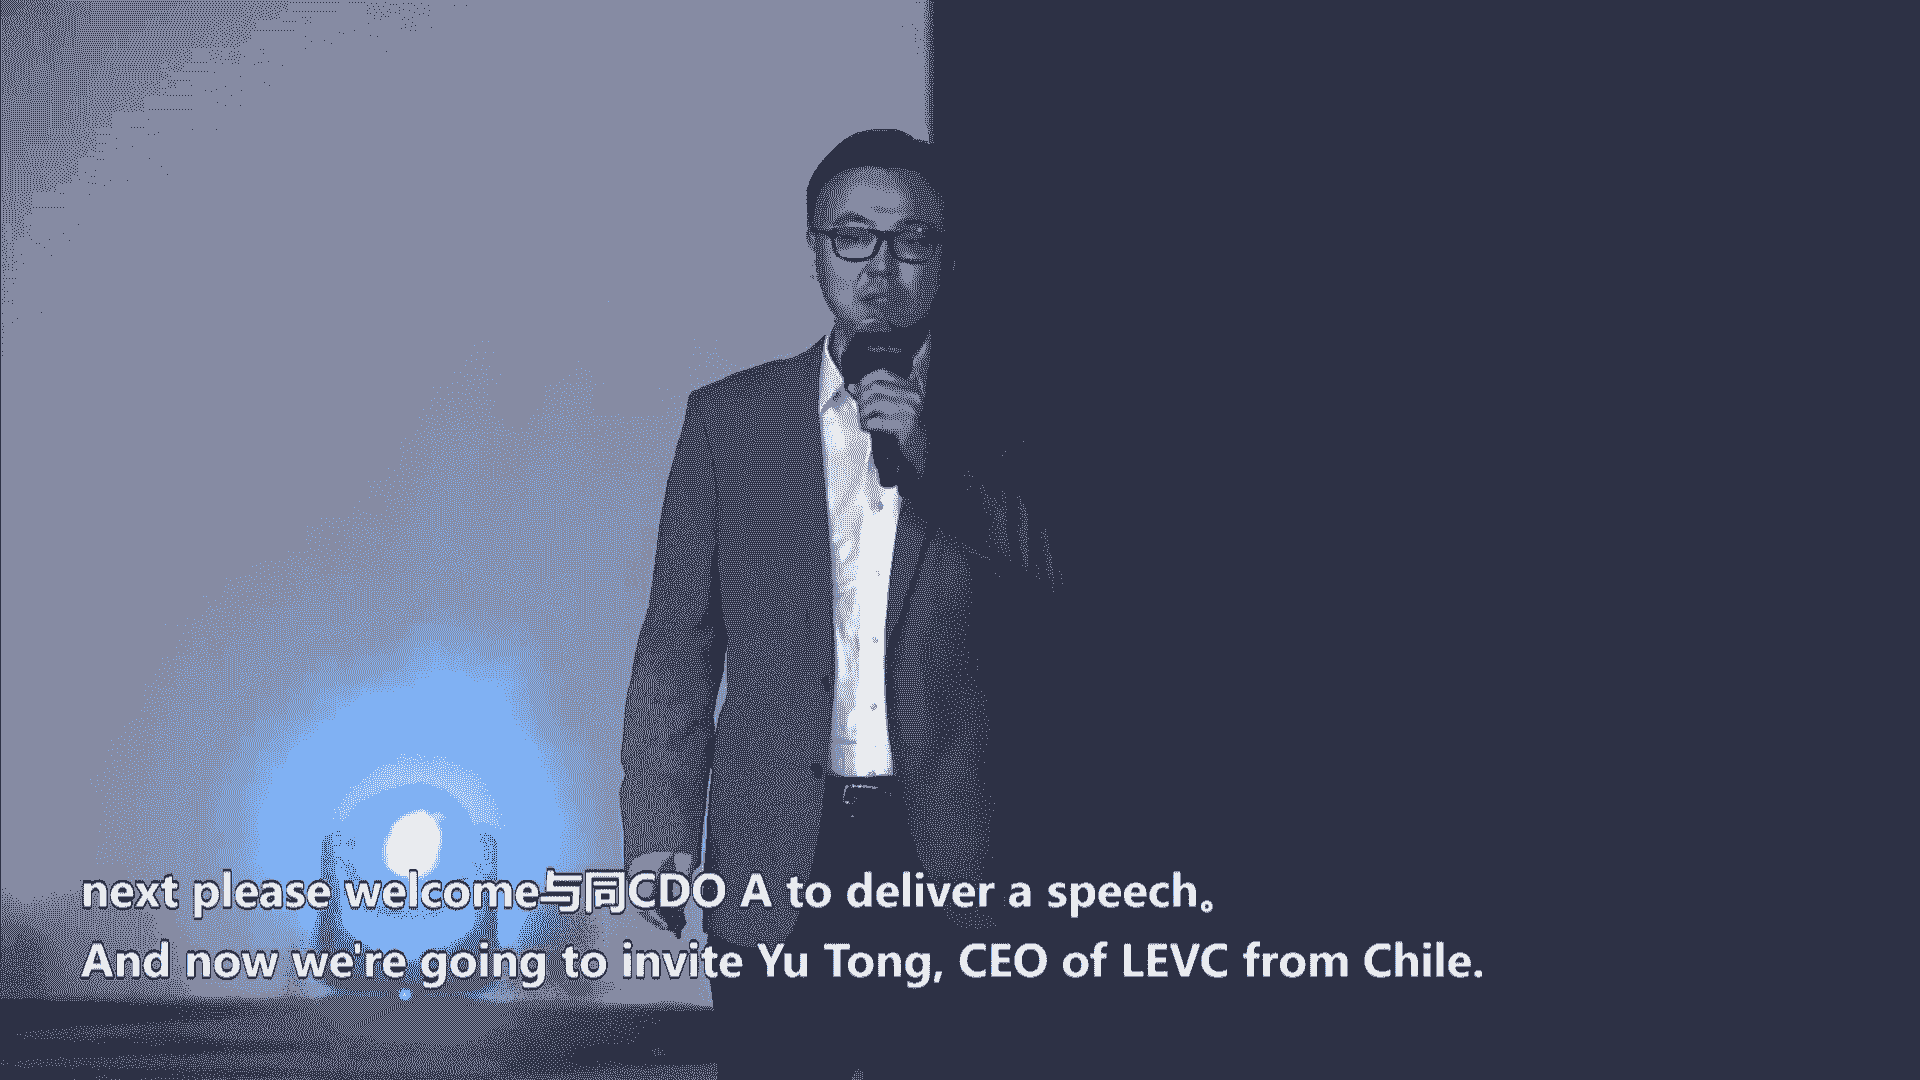 next please welcome与同CDO A to deliver a speech。
And now we're going to invite Yu Tong, CEO of LEVC from Chile.